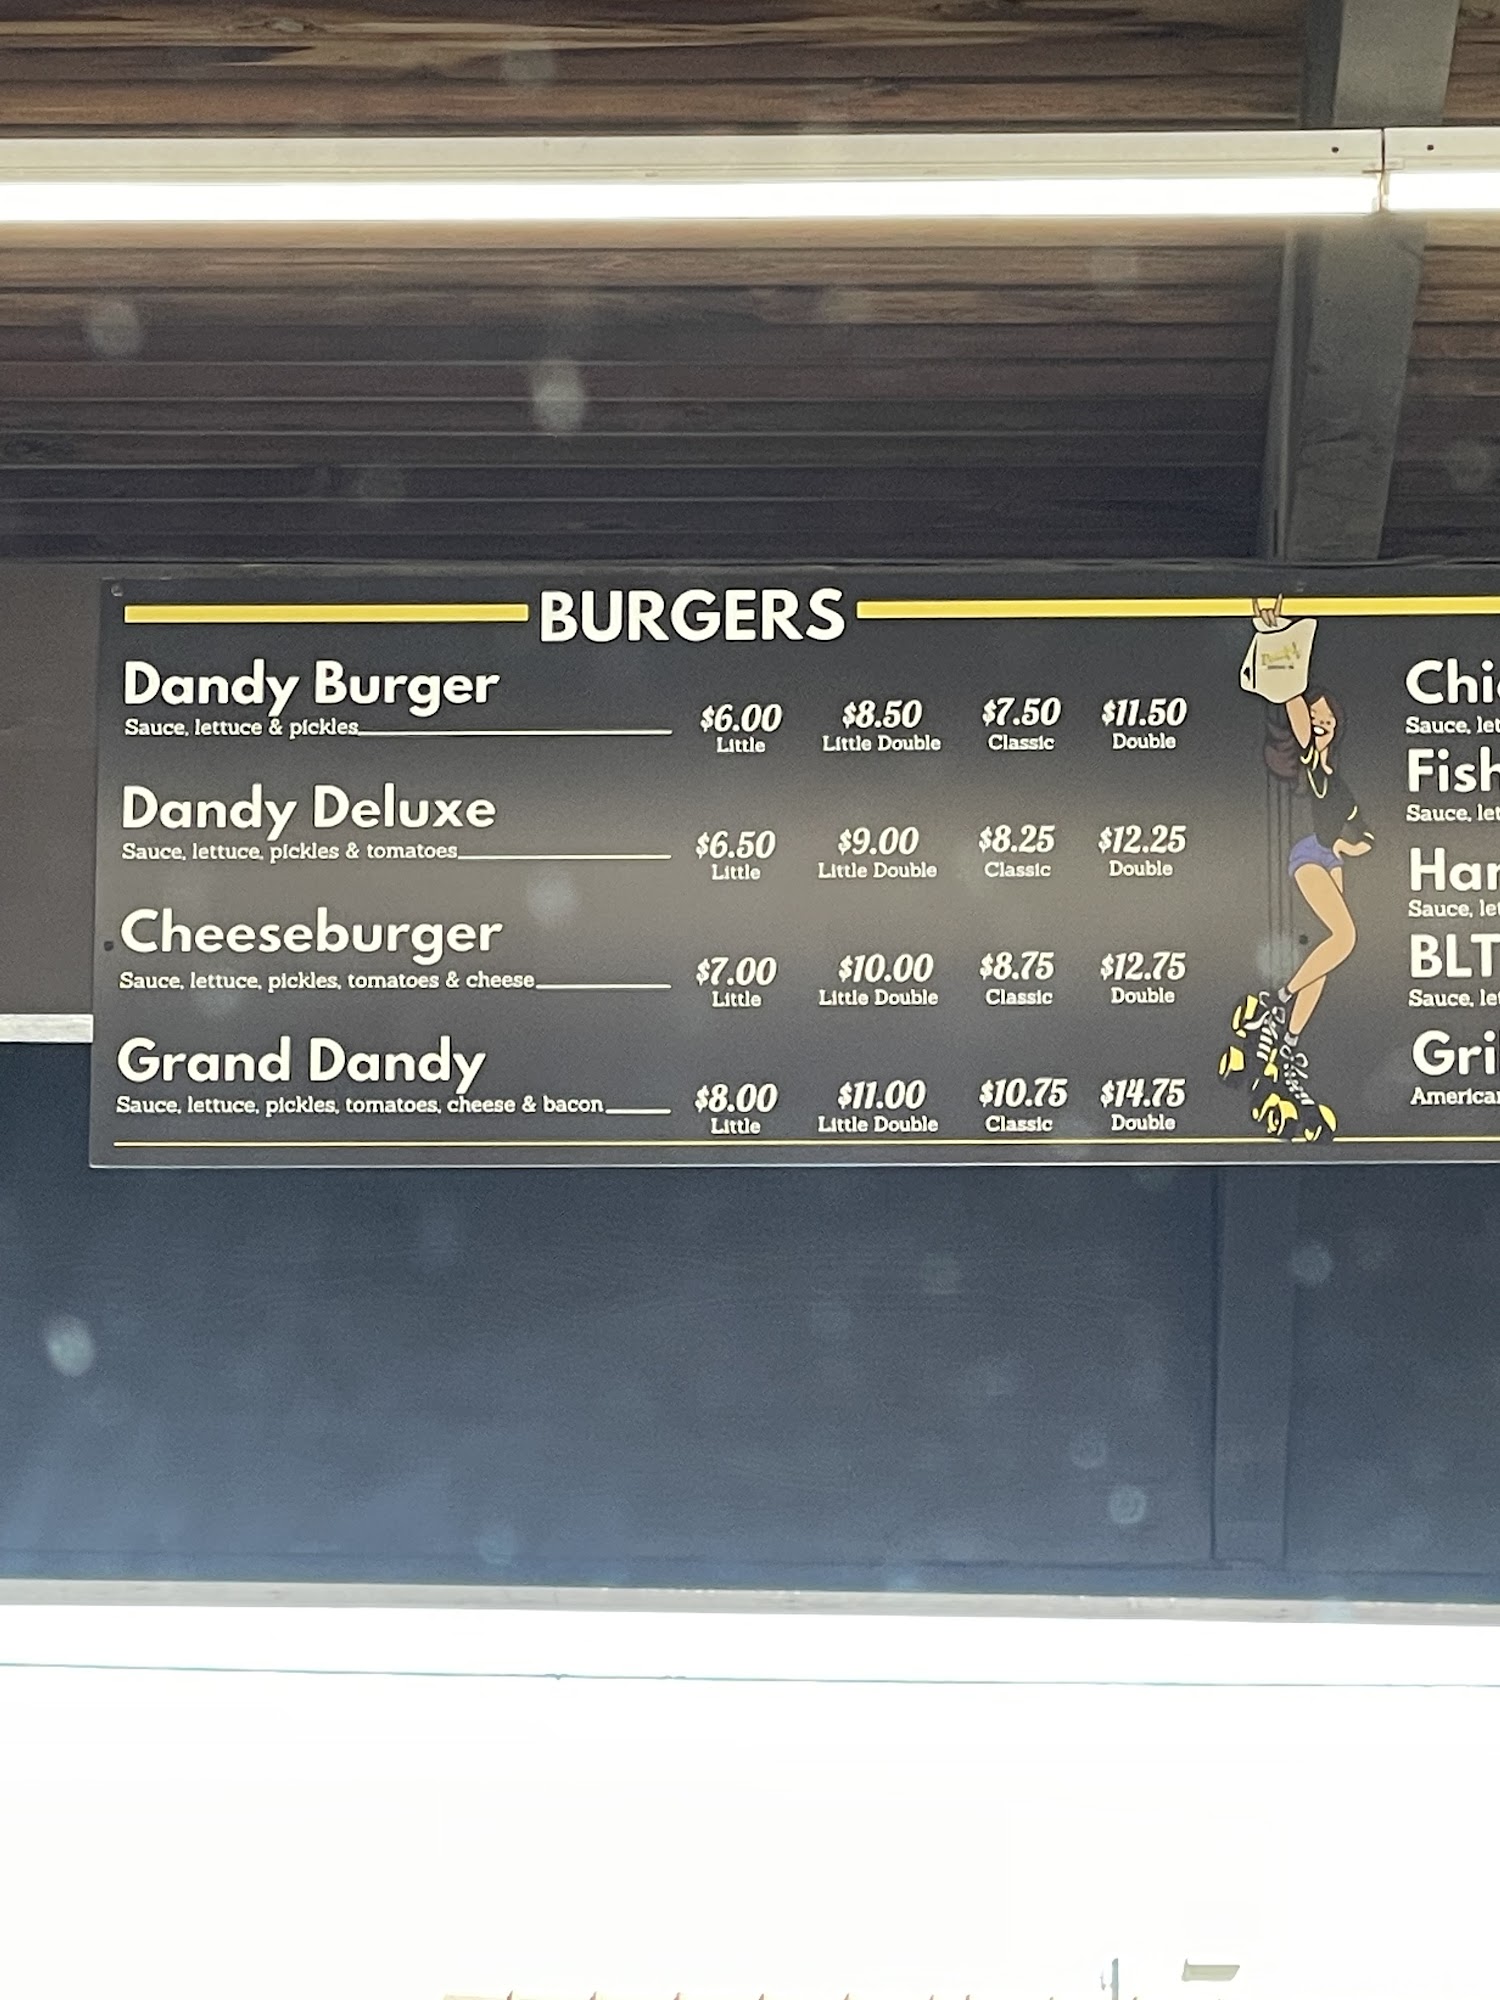 BURGERS
Dandy Burger
Sauce, lettuce & pickles
$6.00 $8.50 $7.50 $11.50
Little Little Double Classic Double
Dandy Deluxe
Sauce, lettuce, pickles & tomatoes
$6.50 $9.00 $8.25 $12.25
Little Little Double Classic Double
Cheeseburger
Sauce, lettuce, pickles, tomatoes & cheese
$7.00 $10.00 $8.75 $12.75
Little Little Double Classic Double
Grand Dandy
Sauce, lettuce, pickles, tomatoes, cheese & bacon
$8.00 $11.00 $10.75 $14.75
Little Little Double Classic Double
Sauce,
Fish
Sauce,
BLT
Sauce,